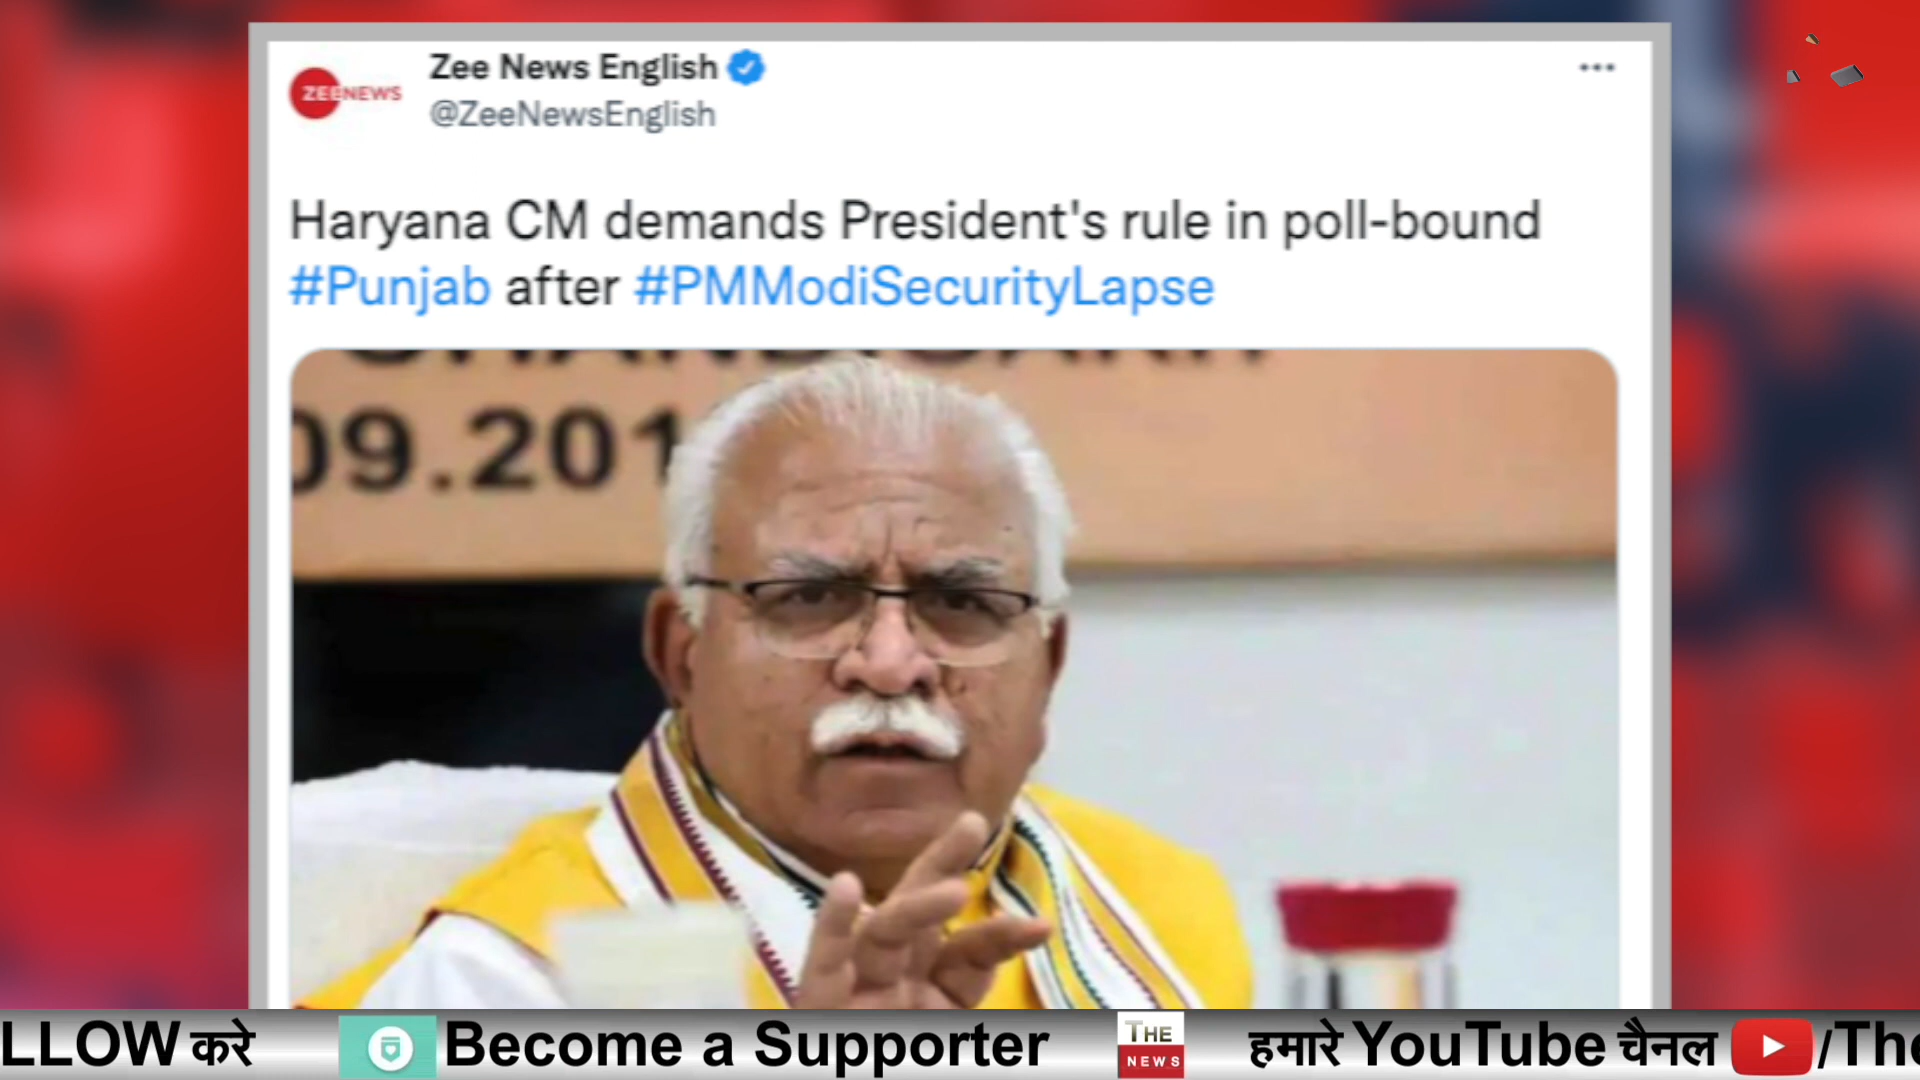 Zee News English
ZEENEWS
@ZeeNewsEnglish
Haryana CM demands President's rule in poll-bound
#Punjab after #PMModiSecurityLapse
09.201
LLOW करे
Become a Supporter
THE
NEWS
हमारे YouTube चैनल
/The